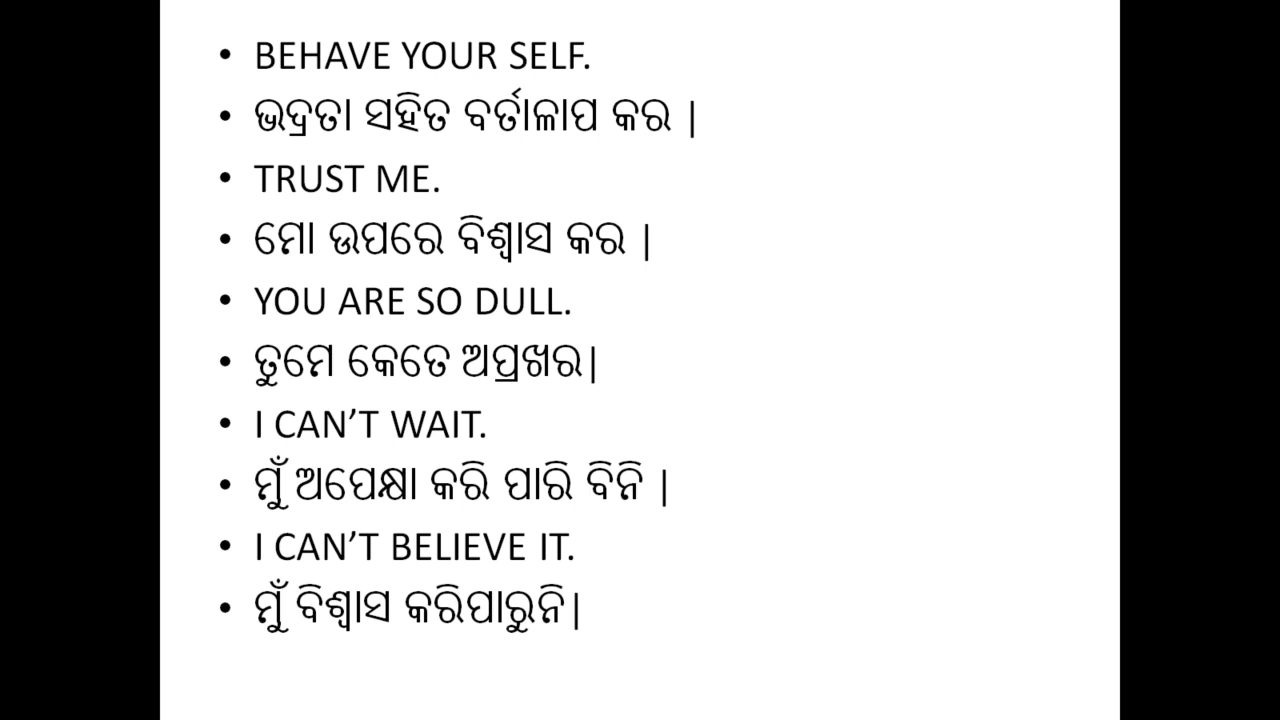 • BEHAVE YOUR SELF.
• ଭଦ୍ରତା ସହିତ ବର୍ତାଳାପ କର |
• TRUST ME.
• ମୋ ଉପରେ ବିଶ୍ୱାସ କର |
• YOU ARE SO DULL.
• ତୁମେ କେତେ ଅପ୍ରଖର|
• I CAN’T WAIT.
• ମୁଁ ଅପେକ୍ଷା କରି ପାରି ବିନି |
• I CAN’T BELIEVE IT.
• ମୁଁ ବିଶ୍ୱାସ କରିପାରୁନି|